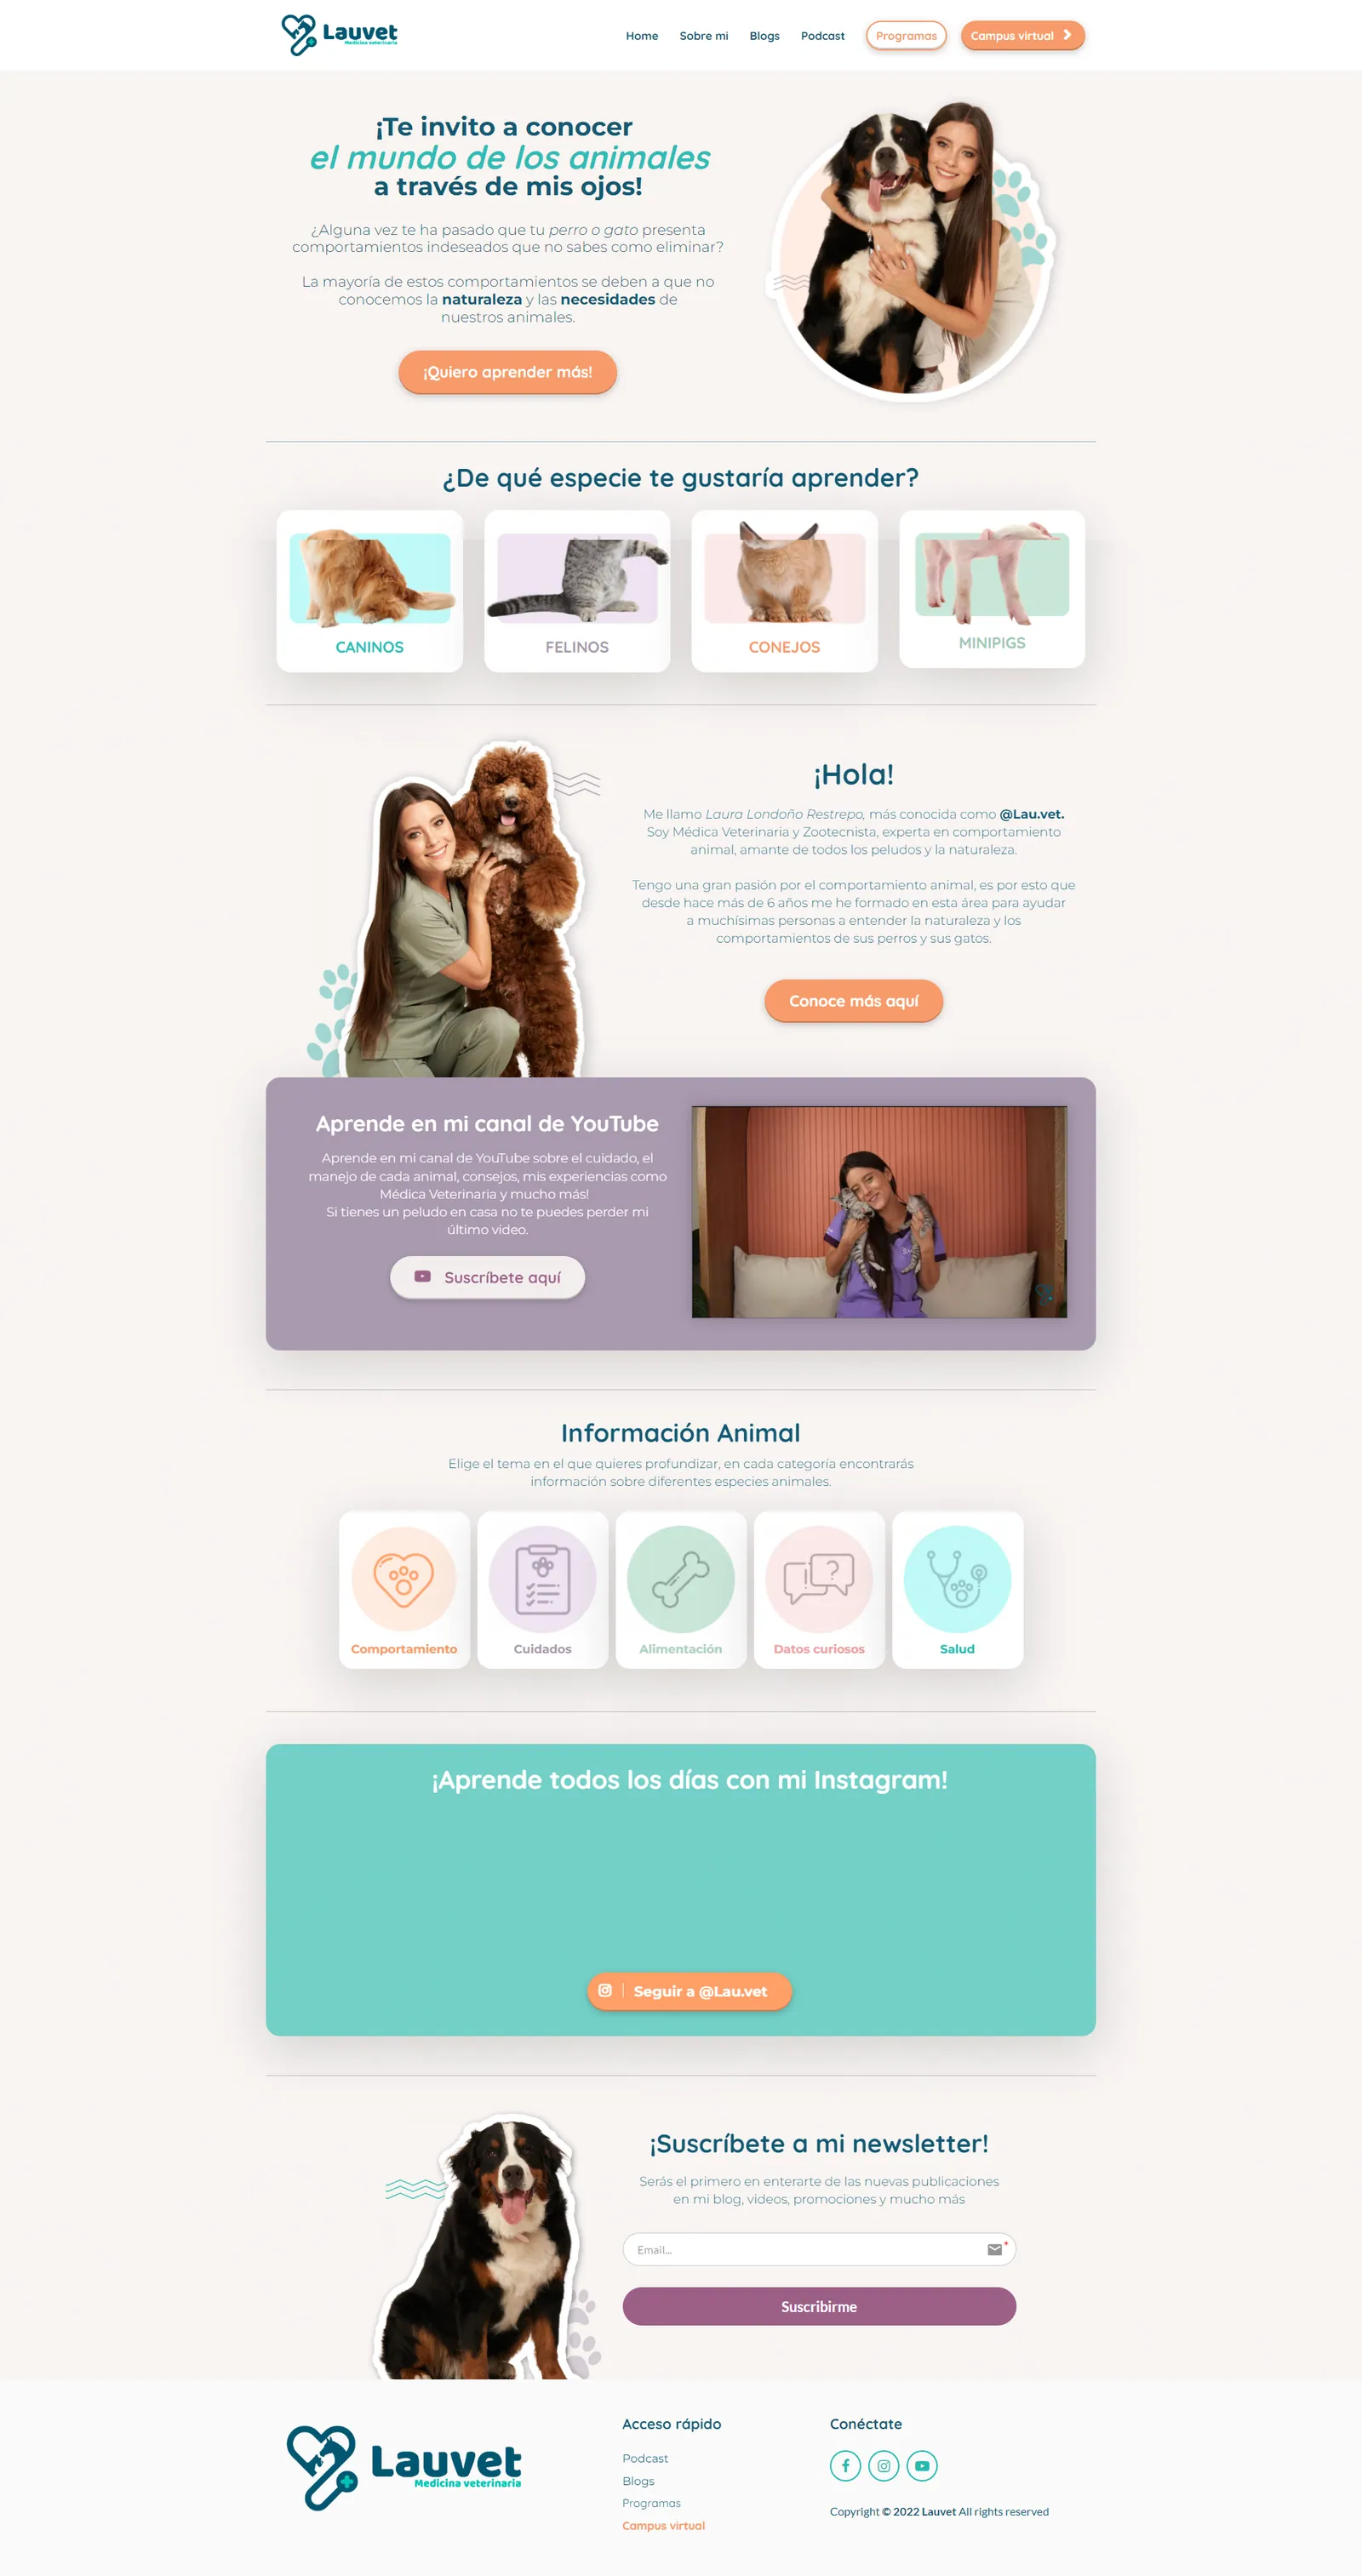 Lauvet
Medicina veterinaria
Home
Sobre mi
Blogs
Podcast
Programas
Campus virtual
¡Te invito a conocer
el mundo de los animales
a través de mis ojos!
¿Alguna vez te ha pasado que tu perro o gato presenta
comportamientos indeseados que no sabes como eliminar?
La mayoría de estos comportamientos se deben a que no
conocemos la naturaleza y las necesidades de
nuestros animales.
¡Quiero aprender más!
¿De qué especie te gustaría aprender?
CANINOS
FELINOS
CONEJOS
MINIPIGS
¡Hola!
Me llamo Laura Londoño Restrepo, más conocida como @Lau.vet.
Soy Médica Veterinaria y Zootecnista, experta en comportamiento
animal, amante de todos los peludos y la naturaleza.
Tengo una gran pasión por el comportamiento animal, es por esto que
desde hace más de 6 años me he formado en esta área para ayudar
a muchísimas personas a entender la naturaleza y los
comportamientos de sus perros y sus gatos.
Conoce más aquí
Aprende en mi canal de YouTube
Aprende en mi canal de YouTube sobre el cuidado, el
manejo de cada animal, consejos, mis experiencias como
Médica Veterinaria y mucho más!
Si tienes un peludo en casa no te puedes perder mi
último video.
Suscríbete aquí
Información Animal
Elige el tema en el que quieres profundizar, en cada categoría encontrarás
información sobre diferentes especies animales.
Comportamiento
Cuidados
Alimentación
Datos curiosos
Salud
¡Aprende todos los días con mi Instagram!
Seguir a @Lau.vet
¡Suscríbete a mi newsletter!
Serás el primero en enterarte de las nuevas publicaciones
en mi blog, videos, promociones y mucho más
Email...
*
Suscribirme
Lauvet
Medicina veterinaria
Acceso rápido
Podcast
Blogs
Programas
Campus virtual
Conéctate
Copyright © 2022 Lauvet All rights reserved